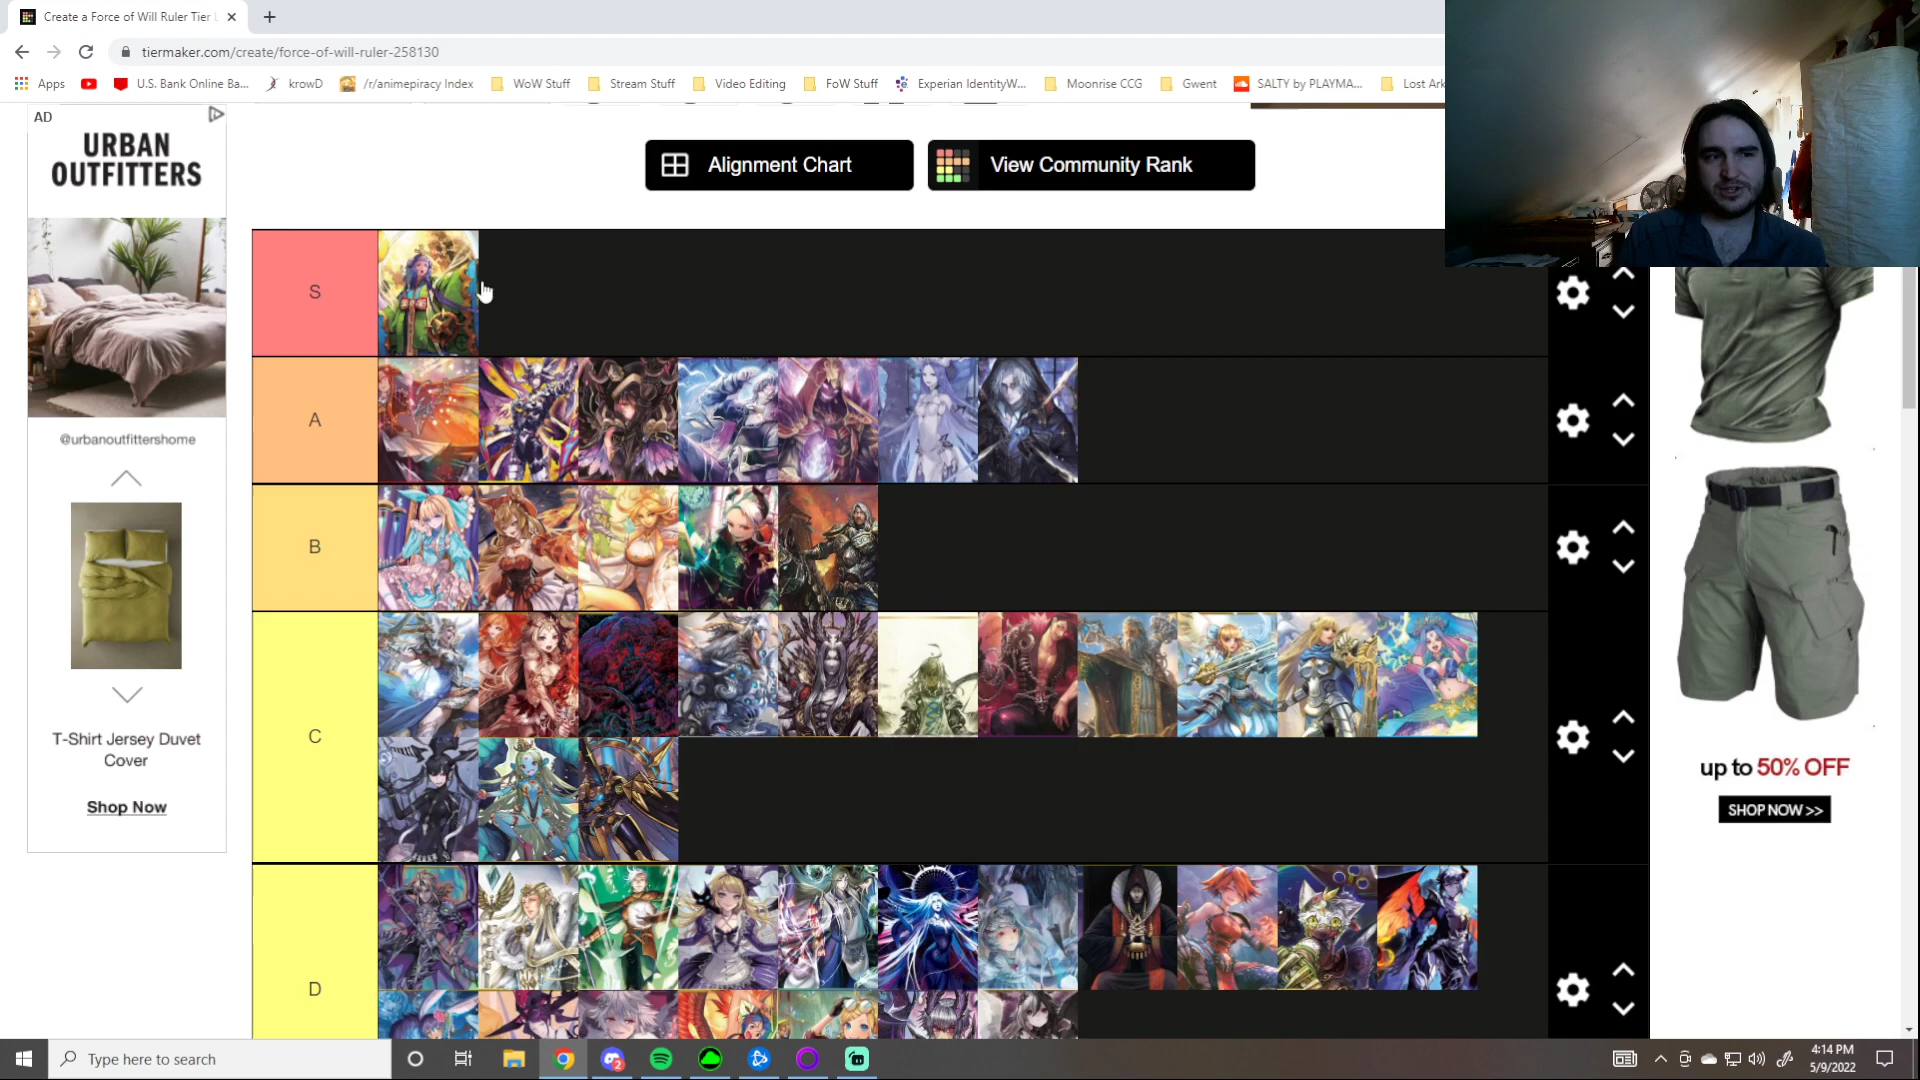 Create a Force of Will Ruler Tier L
tiermaker.com/create/force-of-will-ruler-258130
Apps
U.S. Bank Online Ba...
krowD
/r/animepiracy Index
WoW Stuff
Stream Stuff
Video Editing
FoW Stuff
Experian IdentityW...
Moonrise CCG
Gwent
SALTY by PLAYMA...
Lost Ark
AD
URBAN
OUTFITTERS
@urbanoutfittershome
T-Shirt Jersey Duvet
Cover
Shop Now
Alignment Chart
View Community Rank
S
A
B
C
D
up to 50% OFF
SHOP NOW >>
Type here to search
2
4:14 PM
5/9/2022